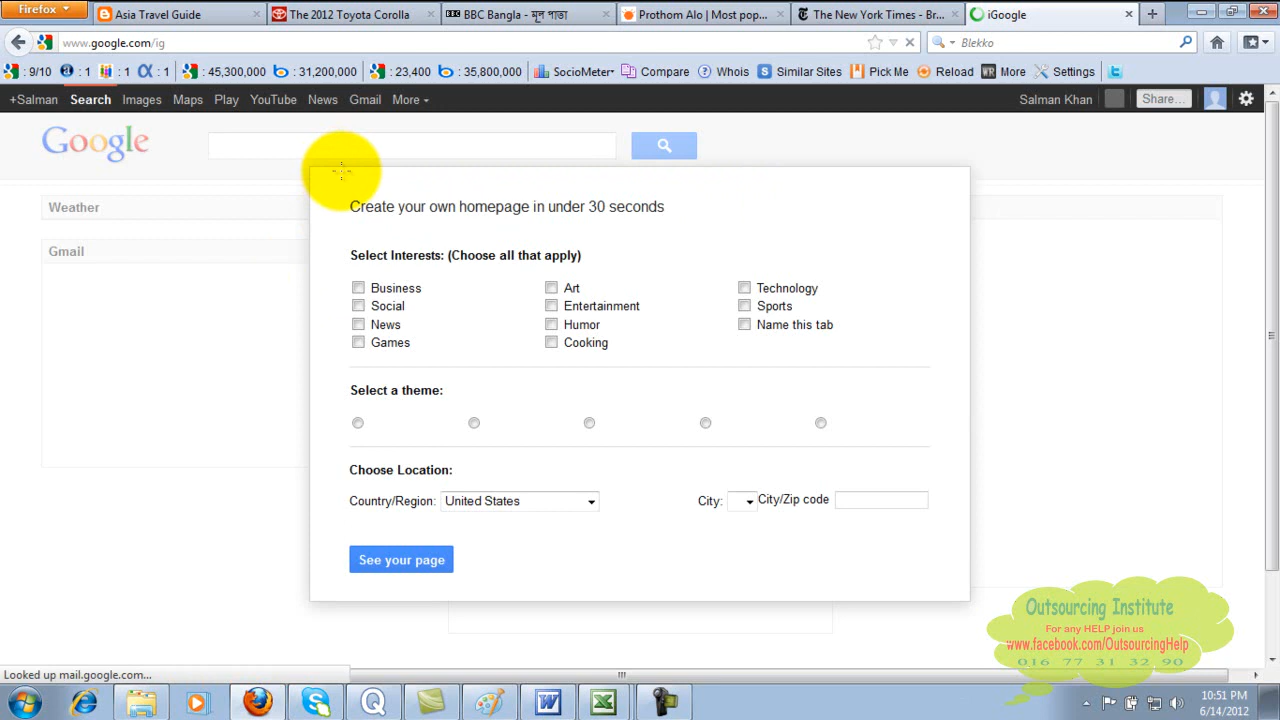 Firefox
Asia Travel Guide
The 2012 Toyota Corolla
BBC Bangla - মূল পাতা
Prothom Alo | Most pop...
The New York Times - Br...
iGoogle
www.google.com/ig
Blekko
: 9/10
: 1
: 1
: 1
: 45,300,000
: 31,200,000
: 23,400
: 35,800,000
SocioMeter
Compare
Whois
Similar Sites
Pick Me
Reload
More
Settings
+Salman
Search
Images
Maps
Play
YouTube
News
Gmail
More
Salman Khan
Share...
Google
Weather
Gmail
Create your own homepage in under 30 seconds
Select Interests: (Choose all that apply)
Business
Art
Technology
Social
Entertainment
Sports
News
Humor
Name this tab
Games
Cooking
Select a theme:
Choose Location:
Country/Region:
United States
City:
City/Zip code
See your page
Outsourcing Institute
For any HELP join us
www.facebook.com/OutsourcingHelp
016 77 31 32 90
Looked up mail.google.com...
10:51 PM
6/14/2012